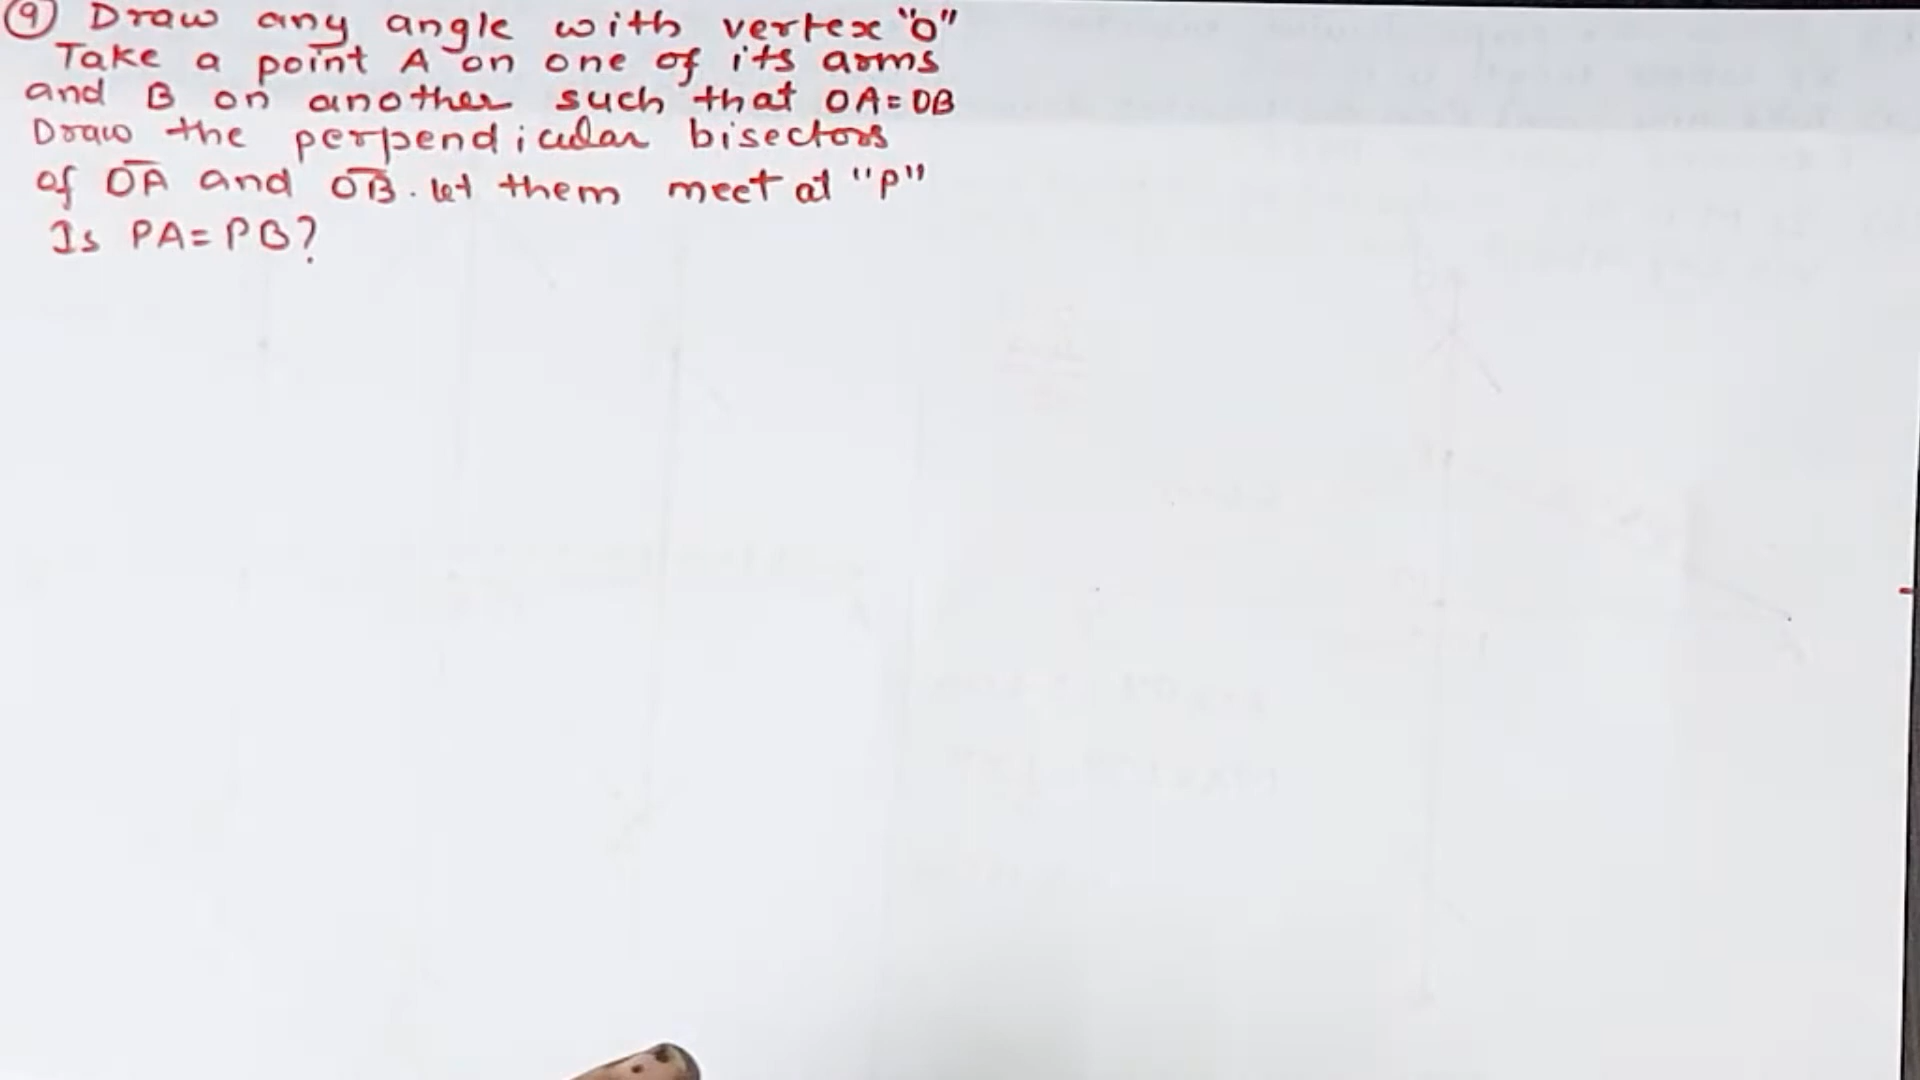 9 Draw any angle with vertex "O"
Take a point A on one of its arms
and B on another such that OA=OB
Draw the perpendicular bisectors
of OA and OB. let them meet at "P"
Is PA=PB?